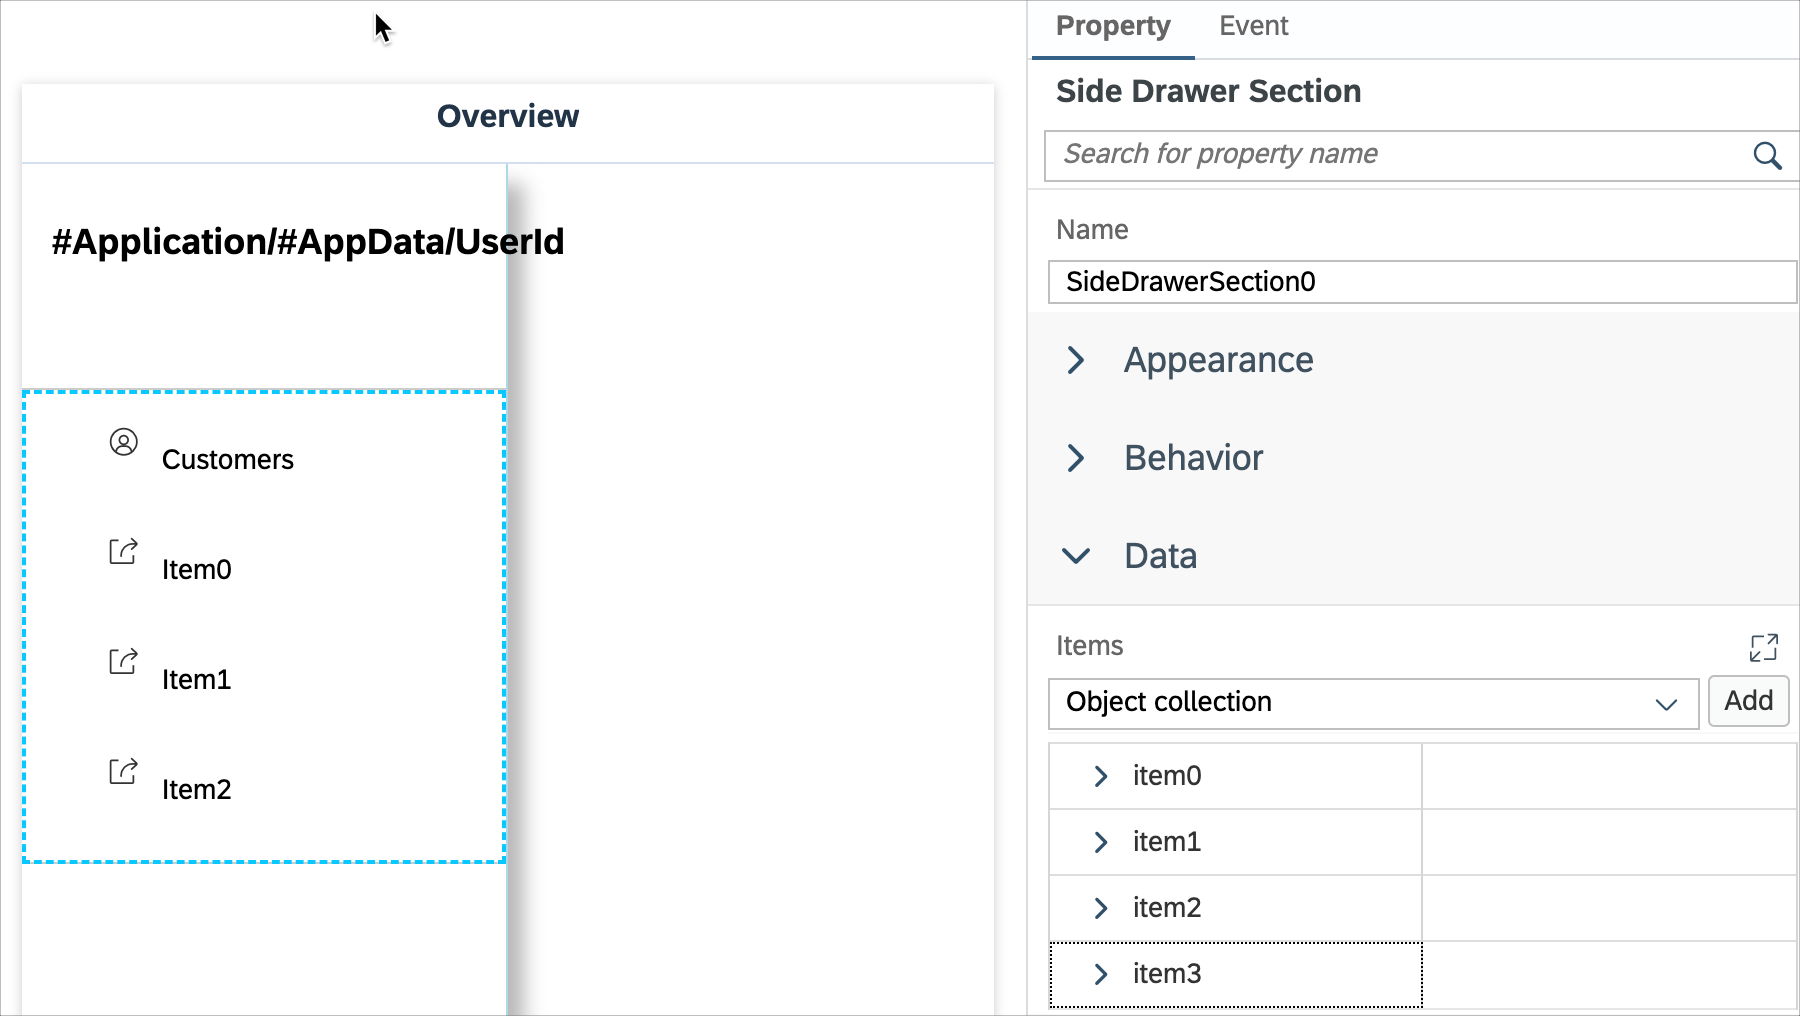 Overview
#Application/#AppData/UserId
Customers
Item0
Item1
Item2
Property Event
Side Drawer Section
Search for property name
Name
SideDrawerSection0
Appearance
Behavior
Data
Items
Object collection Add
item0
item1
item2
item3